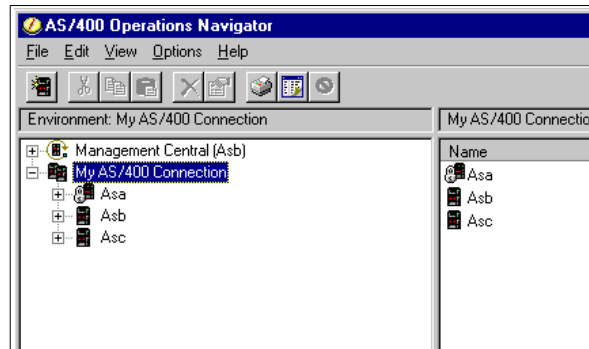 AS/400 Operations Navigator
File Edit View Options Help
Environment: My AS/400 Connection
My AS/400 Connectio
Management Central (Asb)
My AS/400 Connection
Asa
Asb
Asc
Name
Asa
Asb
Asc